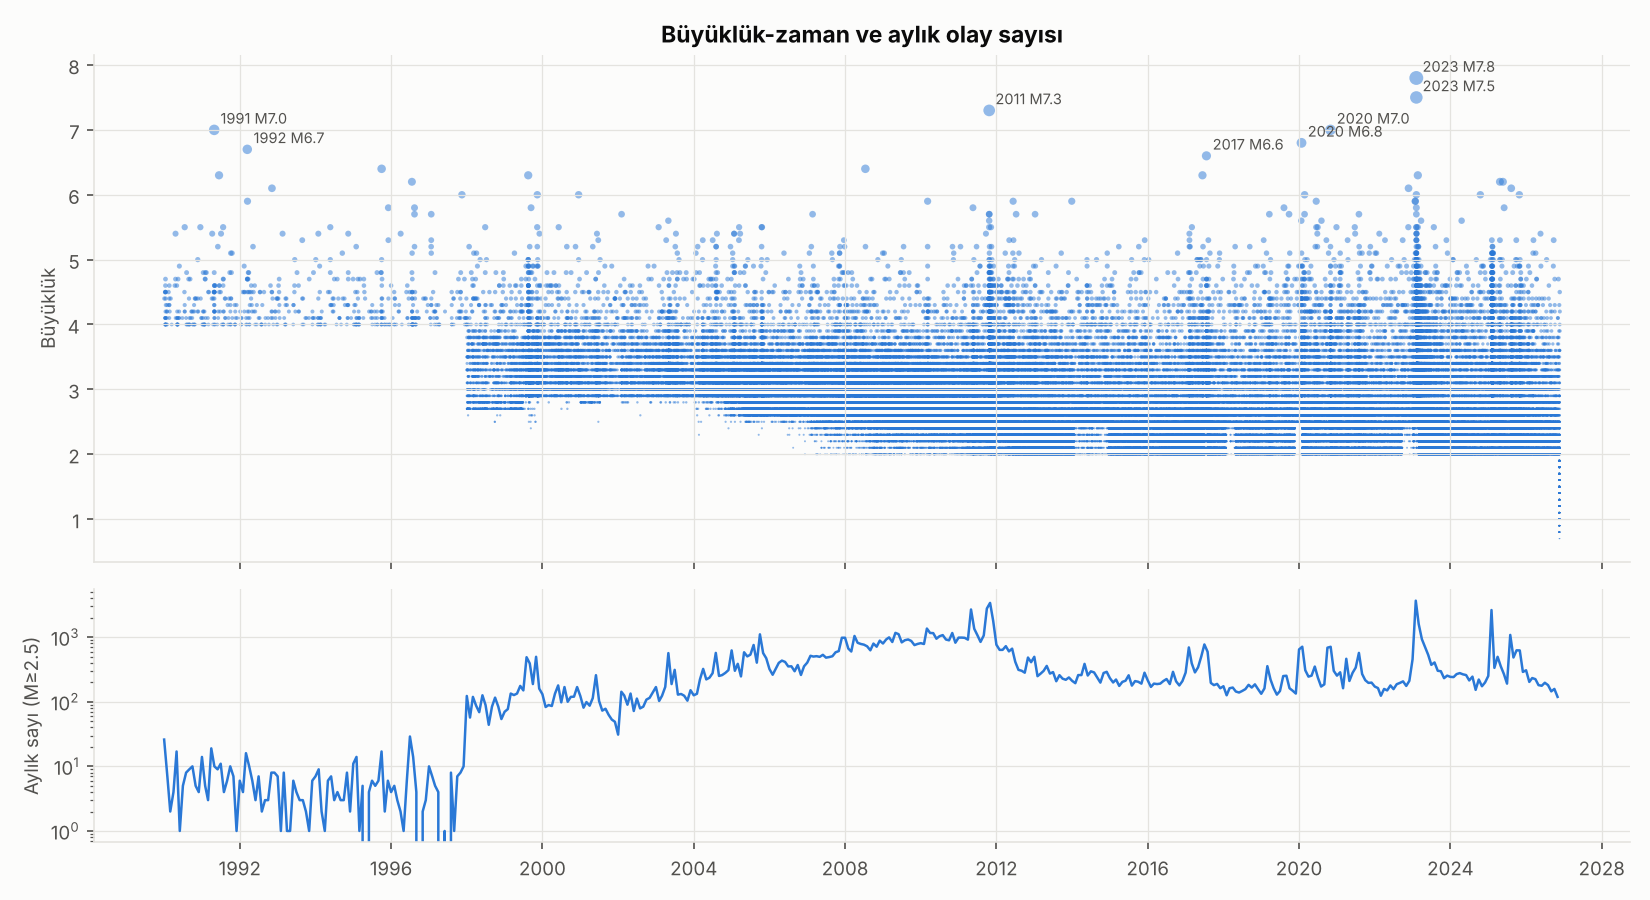 Büyüklük-zaman ve aylık olay sayısı
Büyüklük
8
7
6
5
4
3
2
1
1991 M7.0
1992 M6.7
2011 M7.3
2017 M6.6
2020 M6.8
2020 M7.0
2023 M7.8
2023 M7.5
Aylık sayı (M≥2.5)
10³
10²
10¹
10⁰
1992
1996
2000
2004
2008
2012
2016
2020
2024
2028